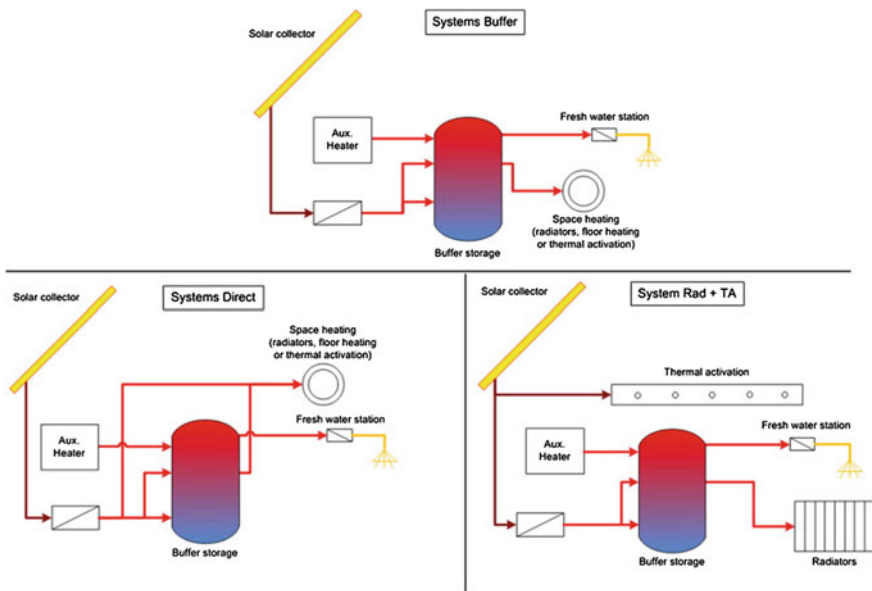 Systems Buffer
Solar collector
Aux.
Heater
Fresh water station
Space heating
(radiators, floor heating
or thermal activation)
Buffer storage
Systems Direct
Solar collector
Space heating
(radiators, floor heating
or thermal activation)
Aux.
Heater
Fresh water station
Buffer storage
System Rad + TA
Solar collector
Thermal activation
Aux.
Heater
Fresh water station
Buffer storage
Radiators